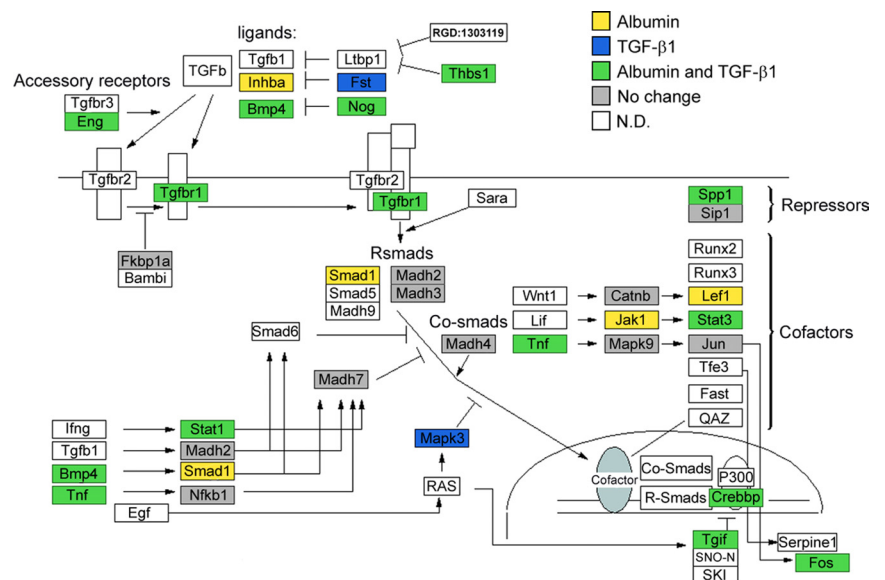 ligands:
RGD:1303119
Albumin
TGF-β1
Albumin and TGF-β1
No change
N.D.
Accessory receptors
TGFb
Tgfb1
Ltbp1
Inhba
Fst
Thbs1
Bmp4
Nog
Tgfbr3
Eng
Tgfbr2
Tgfbr1
Tgfbr2
Tgfbr1
Sara
Spp1
Sip1
Repressors
Fkbp1a
Bambi
Rsmads
Smad1
Madh2
Smad5
Madh3
Madh9
Runx2
Runx3
Wnt1
Catnb
Lef1
Co-smads
Lif
Jak1
Stat3
Cofactors
Smad6
Madh4
Tnf
Mapk9
Jun
Madh7
Tfe3
Fast
QAZ
Ifng
Stat1
Tgfb1
Madh2
Mapk3
Bmp4
Smad1
Tnf
Nfkb1
RAS
Egf
Cofactor
Co-Smads
P300
R-Smads
Crebbp
Tgif
SNO-N
SKI
Serpine1
Fos